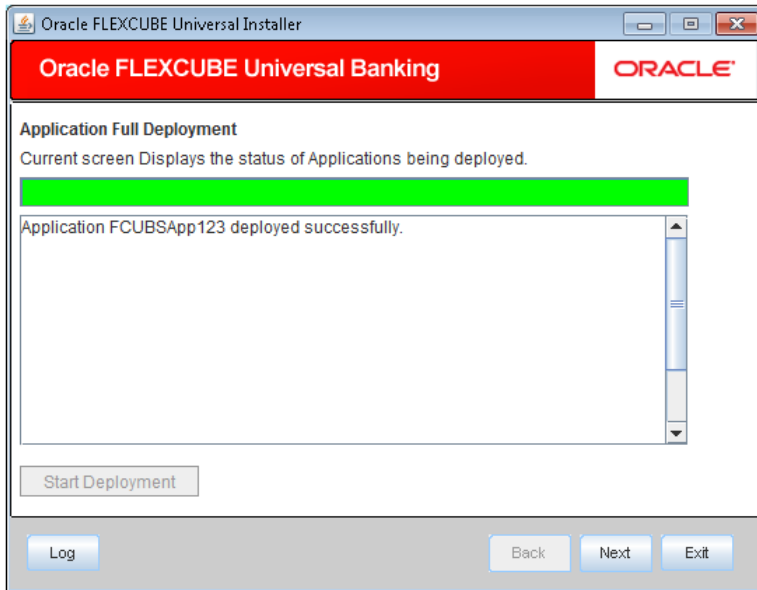 Oracle FLEXCUBE Universal Installer
Oracle FLEXCUBE Universal Banking
ORACLE'
Application Full Deployment
Current screen Displays the status of Applications being deployed.
Application FCUBSApp123 deployed successfully.
Start Deployment
Log Back Next Exit